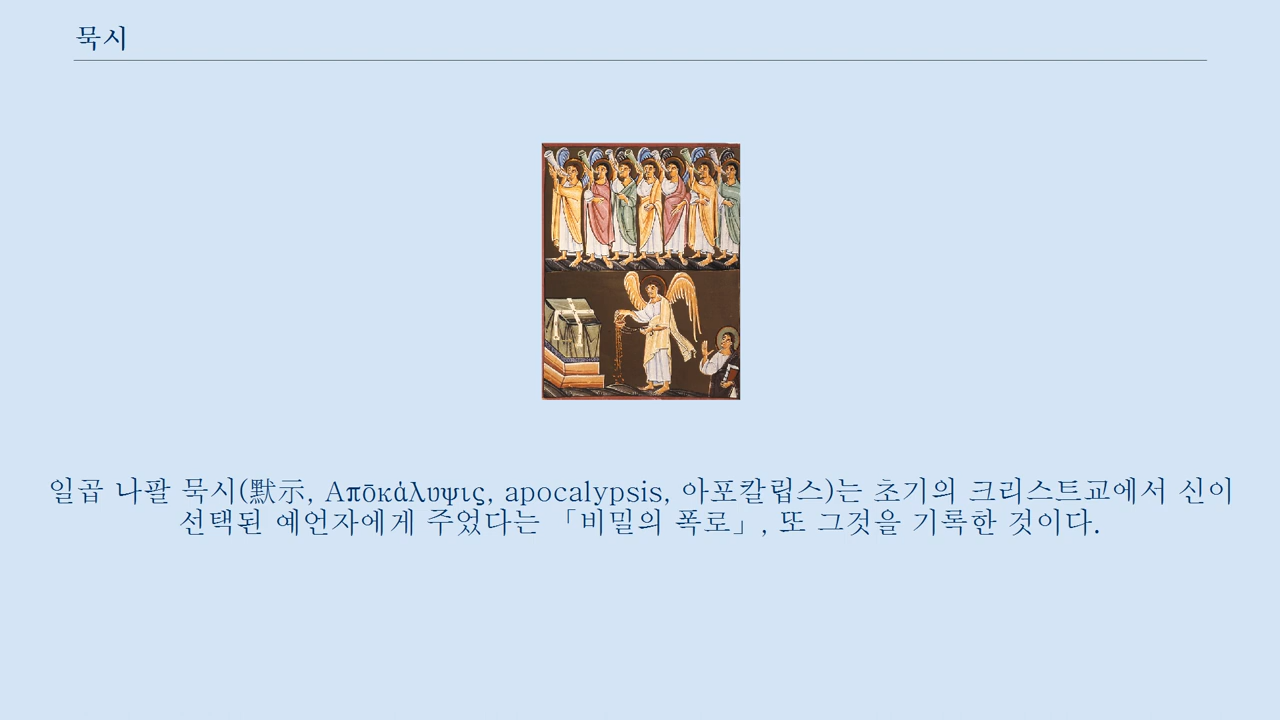 묵시
일곱 나팔 묵시(默示, Απōκάλυψις, apocalypsis, 아포칼립스)는 초기의 크리스트교에서 신이
선택된 예언자에게 주었다는 「비밀의 폭로」, 또 그것을 기록한 것이다.